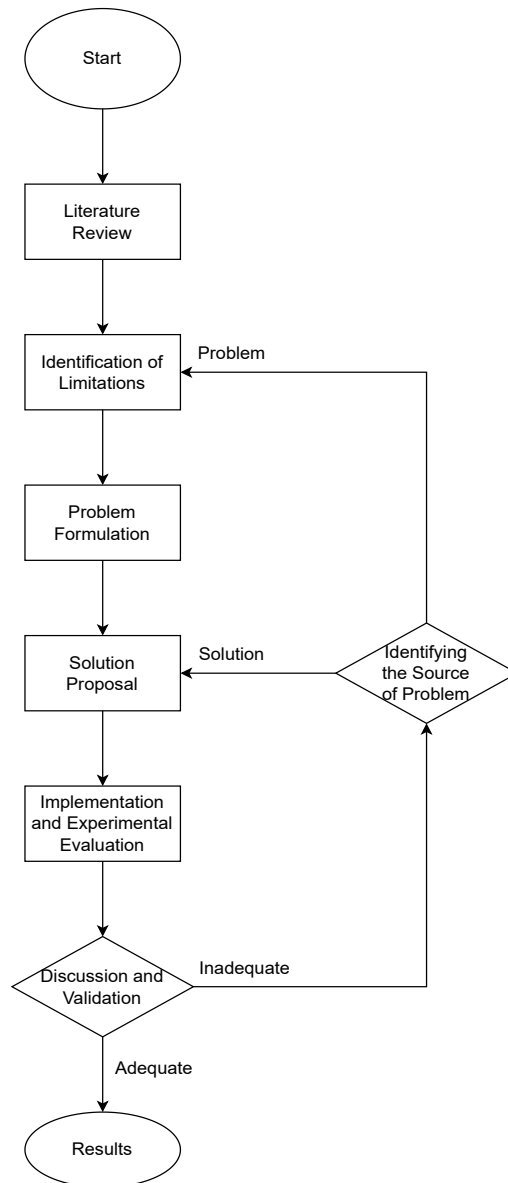 Start
Literature
Review
Identification of
Limitations
Problem
Problem
Formulation
Solution
Proposal
Solution
Identifying
the Source
of Problem
Implementation
and Experimental
Evaluation
Discussion and
Validation
Inadequate
Adequate
Results